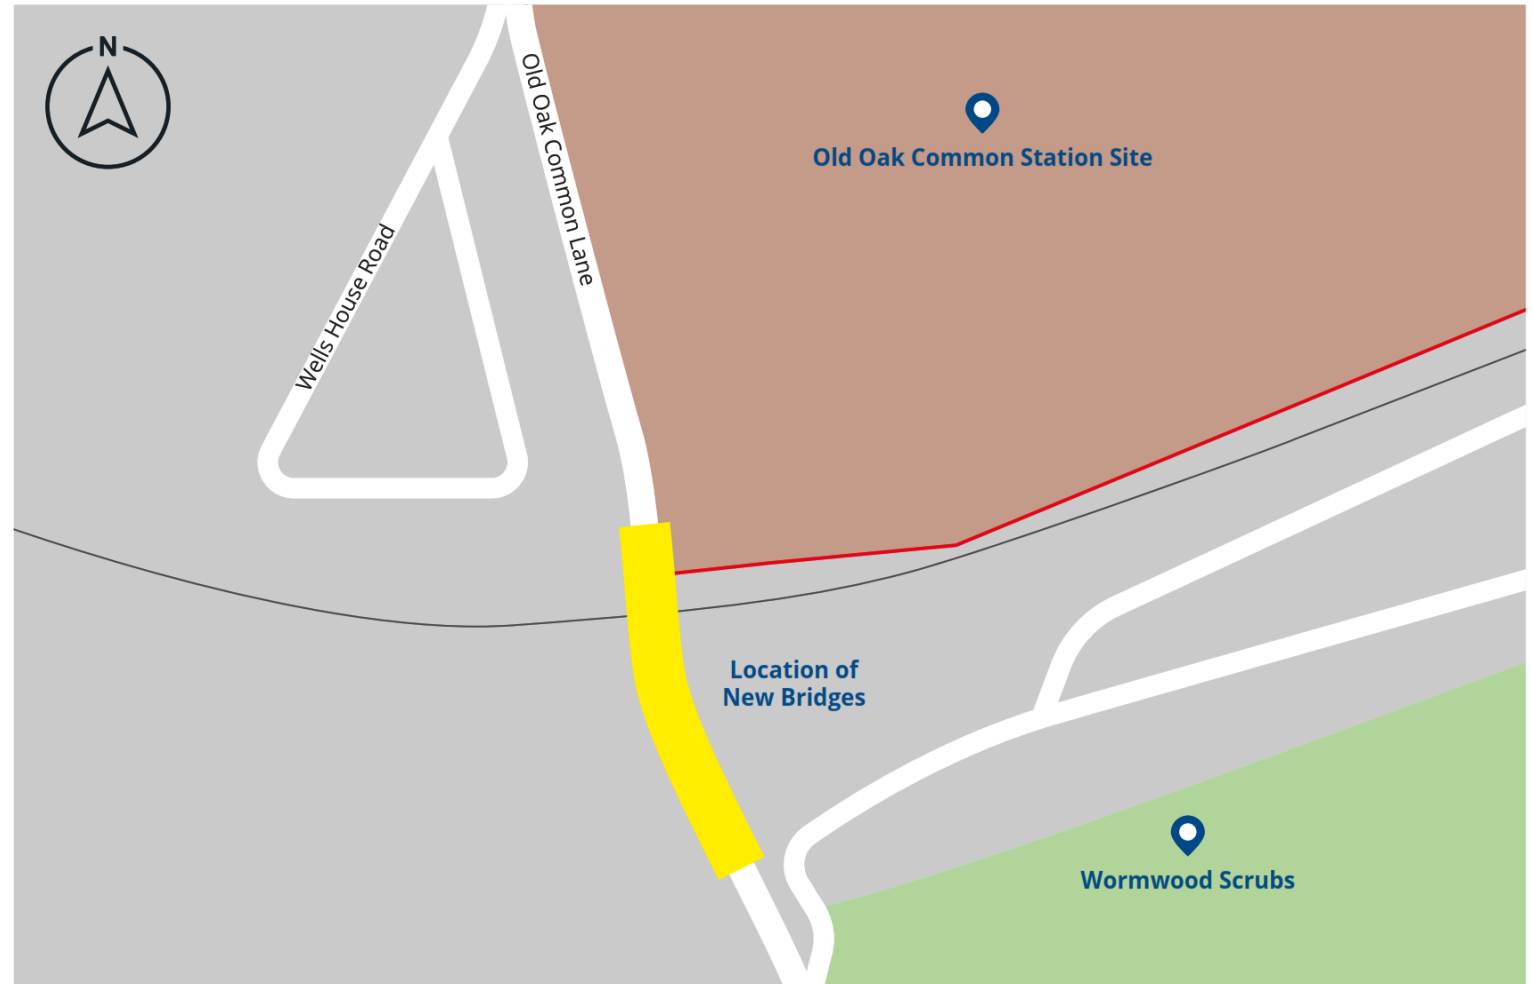 N
Old Oak Common Lane
Old Oak Common Station Site
Wells House Road
Location of
New Bridges
Wormwood Scrubs